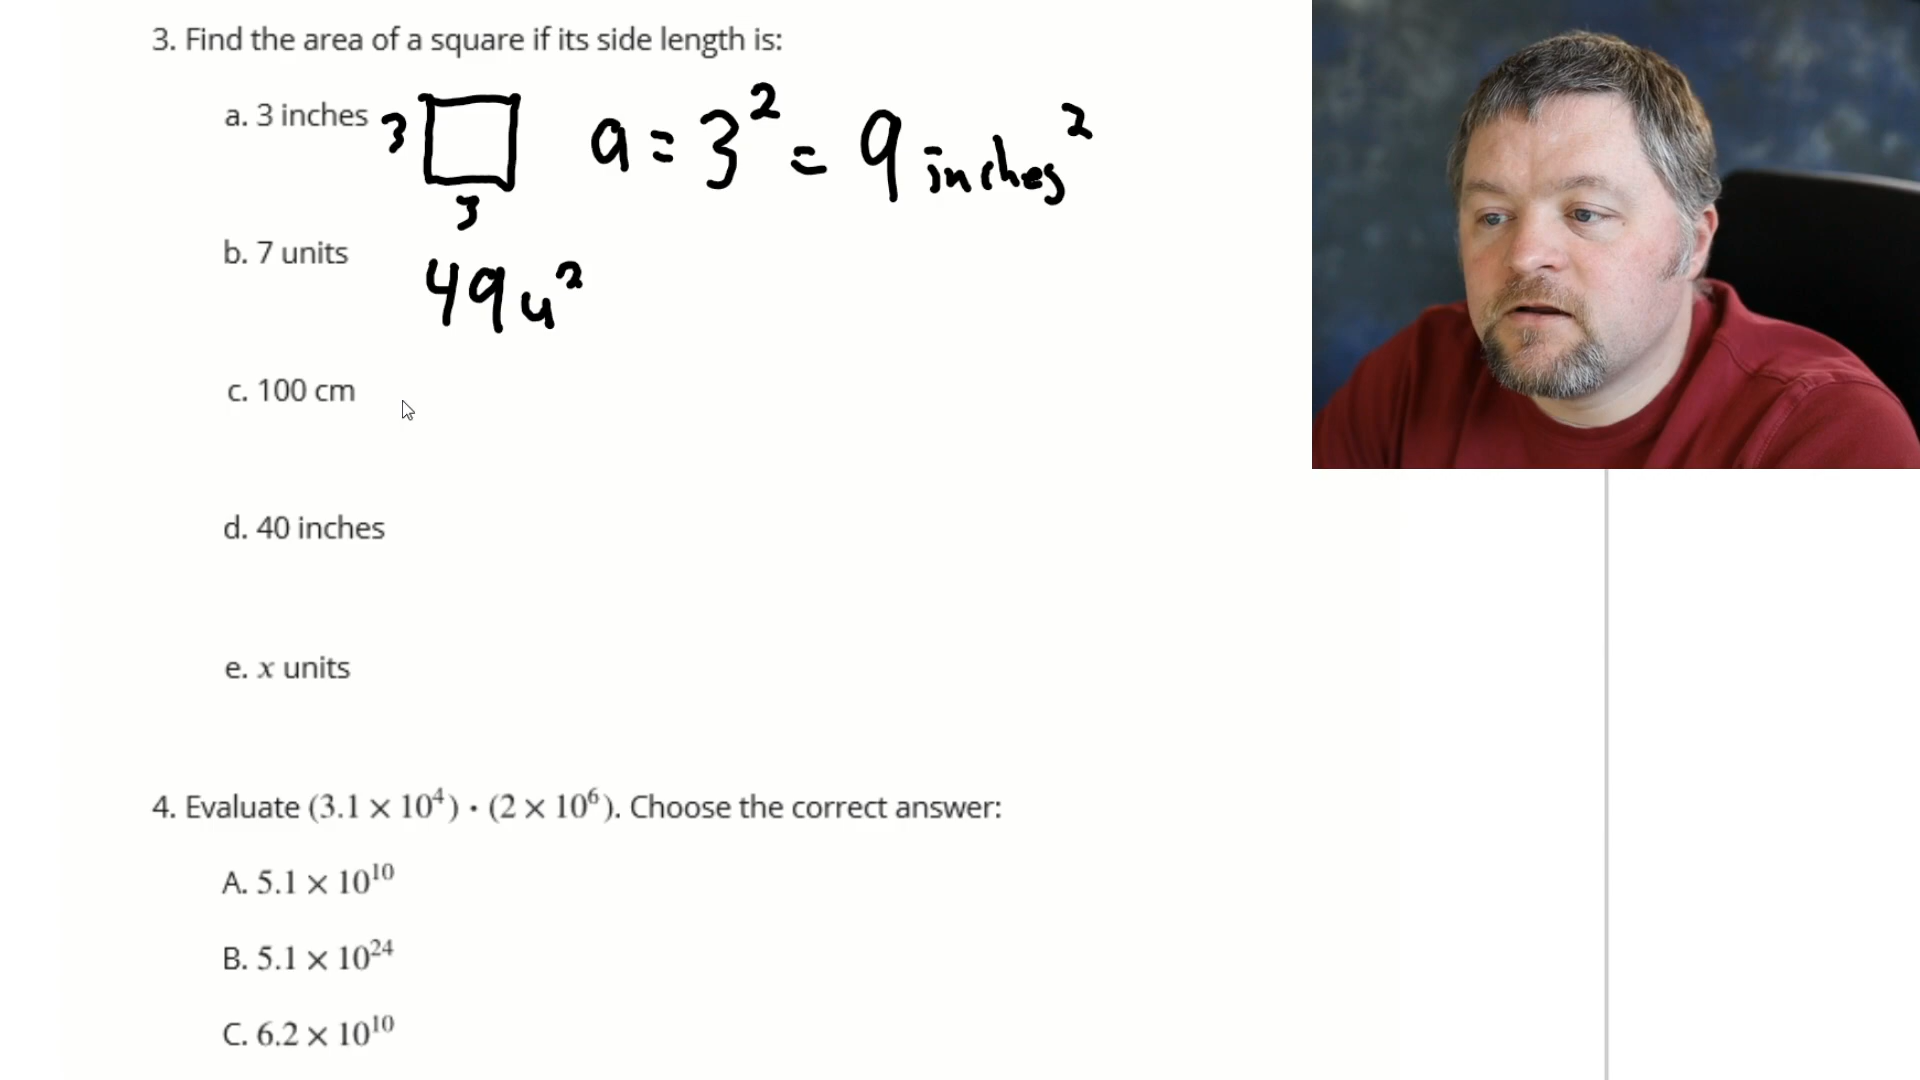 3. Find the area of a square if its side length is:
a. 3 inches 3 a = 3² = 9 inches²
3
b. 7 units 49u²
c. 100 cm
d. 40 inches
e. x units
4. Evaluate (3.1 × 10⁴) · (2 × 10⁶). Choose the correct answer:
A. 5.1 × 10¹⁰
B. 5.1 × 10²⁴
C. 6.2 × 10¹⁰